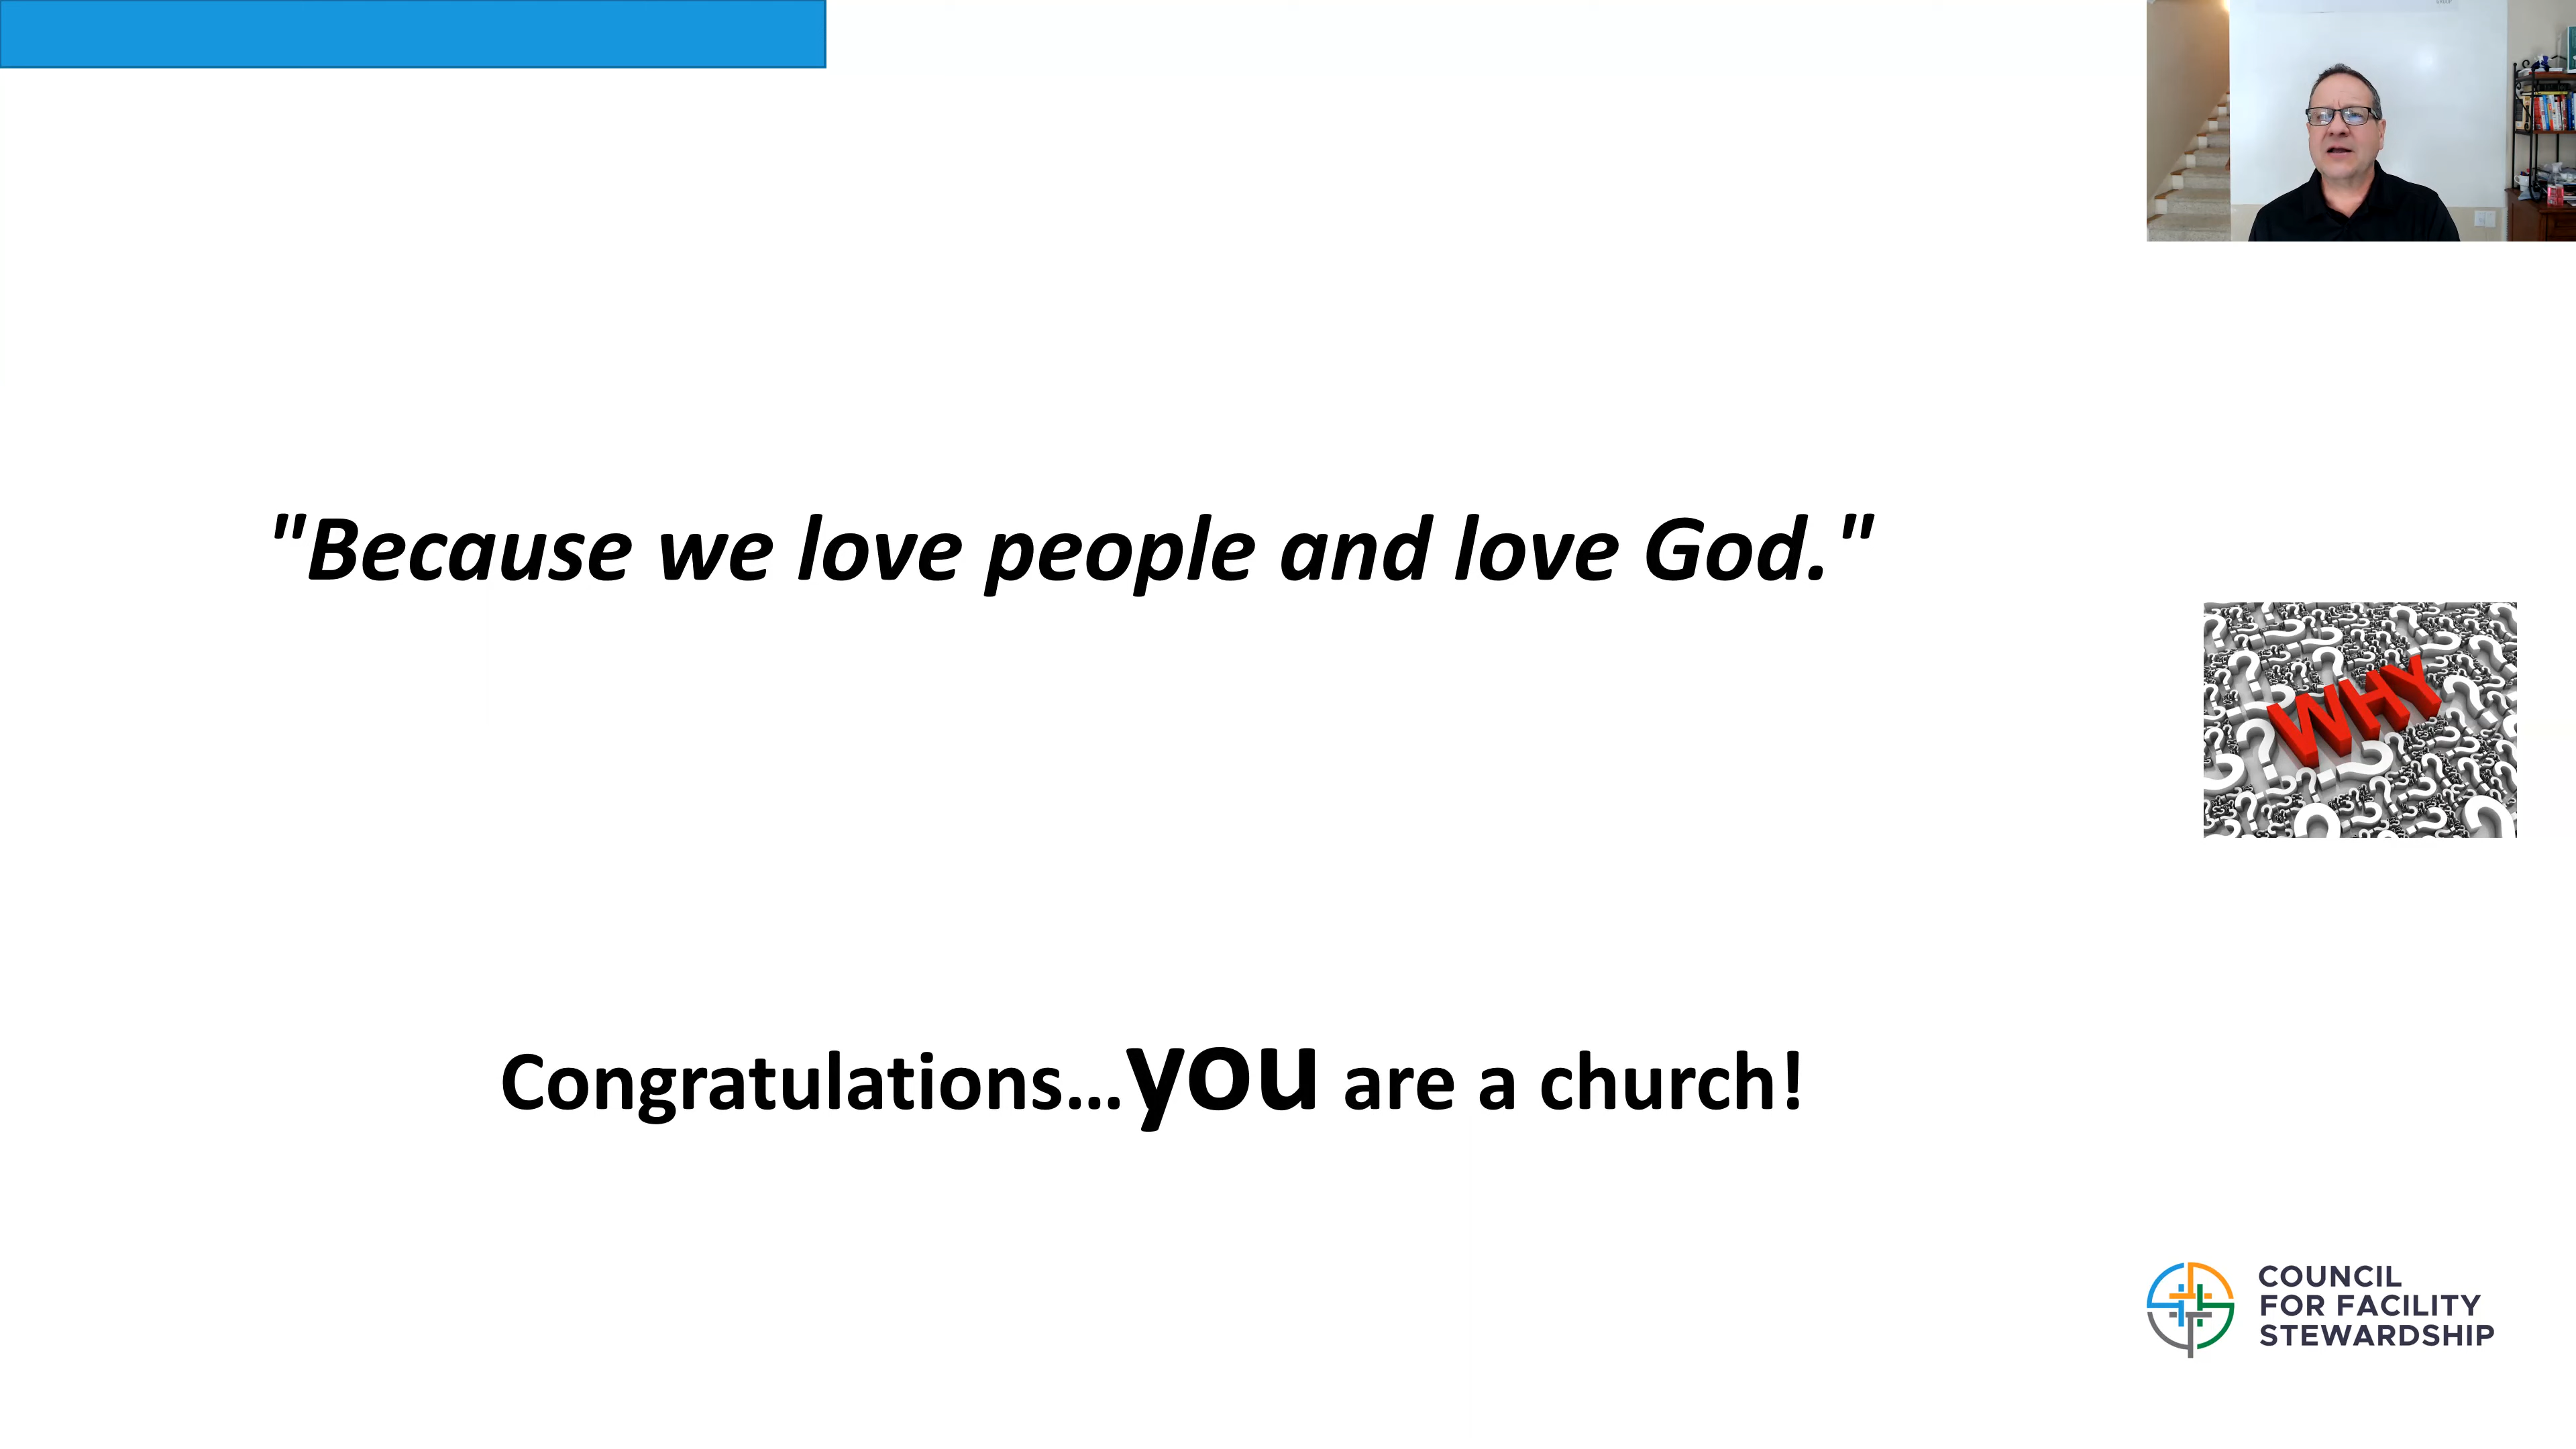 "Because we love people and love God."
WHY
Congratulations…you are a church!
COUNCIL
FOR FACILITY
STEWARDSHIP